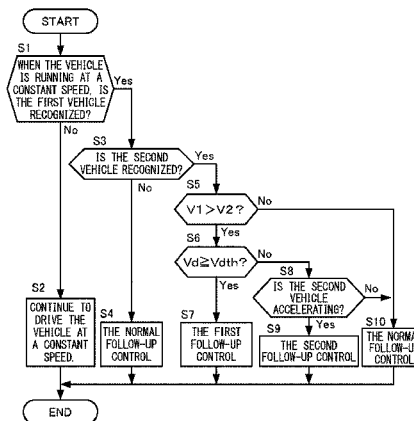 START
S1
WHEN THE VEHICLE
IS RUNNING AT A
CONSTANT SPEED, IS
THE FIRST VEHICLE
RECOGNIZED?
Yes
No
S3
IS THE SECOND
VEHICLE RECOGNIZED?
Yes
No
S5
V1>V2?
No
Yes
S6
Vd≧Vdth?
No
Yes
S8
IS THE SECOND
VEHICLE
ACCELERATING?
No
Yes
S2
CONTINUE TO
DRIVE THE
VEHICLE AT
A CONSTANT
SPEED.
S4
THE NORMAL
FOLLOW-UP
CONTROL
S7
THE FIRST
FOLLOW-UP
CONTROL
S9
THE SECOND
FOLLOW-UP CONTROL
S10
THE NORMAL
FOLLOW-UP
CONTROL
END